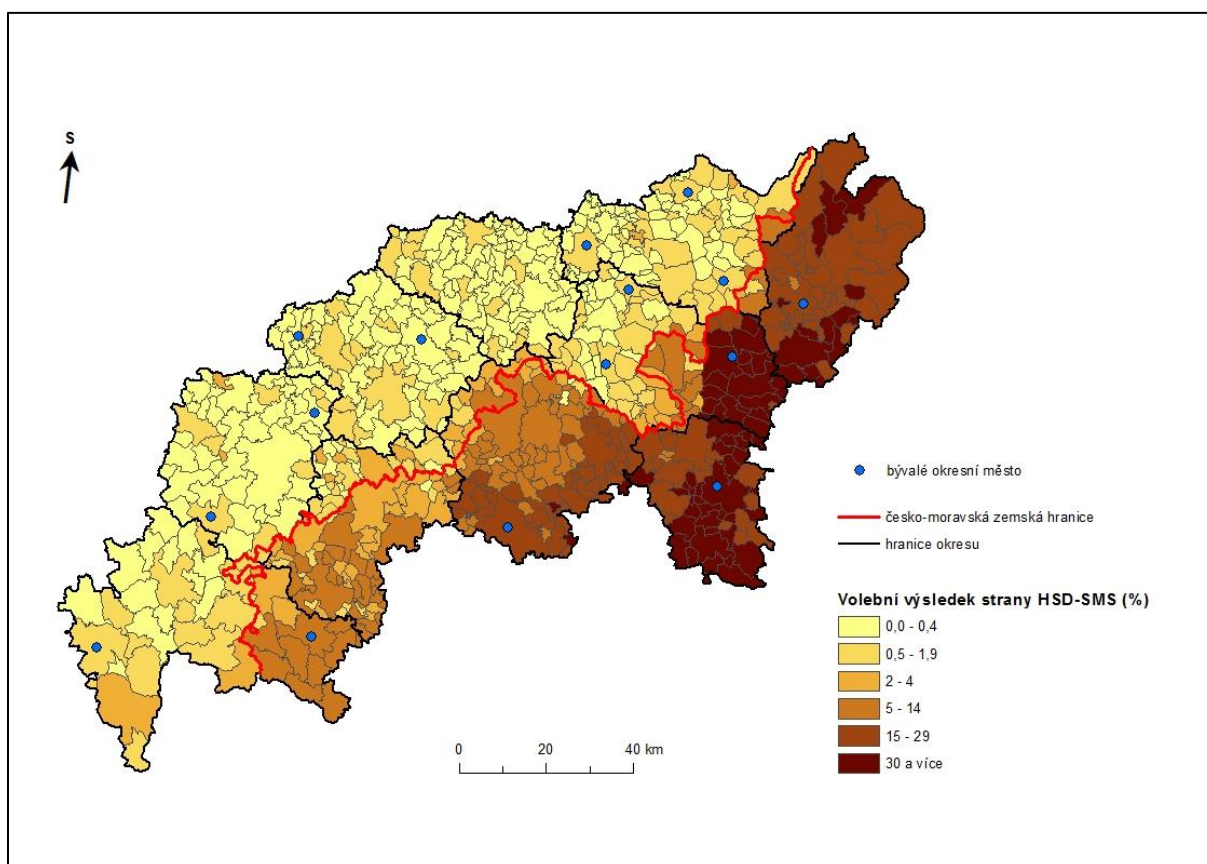 S
bývalé okresní město
česko-moravská zemská hranice
hranice okresu
Volební výsledek strany HSD-SMS (%)
0,0 - 0,4
0,5 - 1,9
2 - 4
5 - 14
15 - 29
30 a více
0 20 40 km